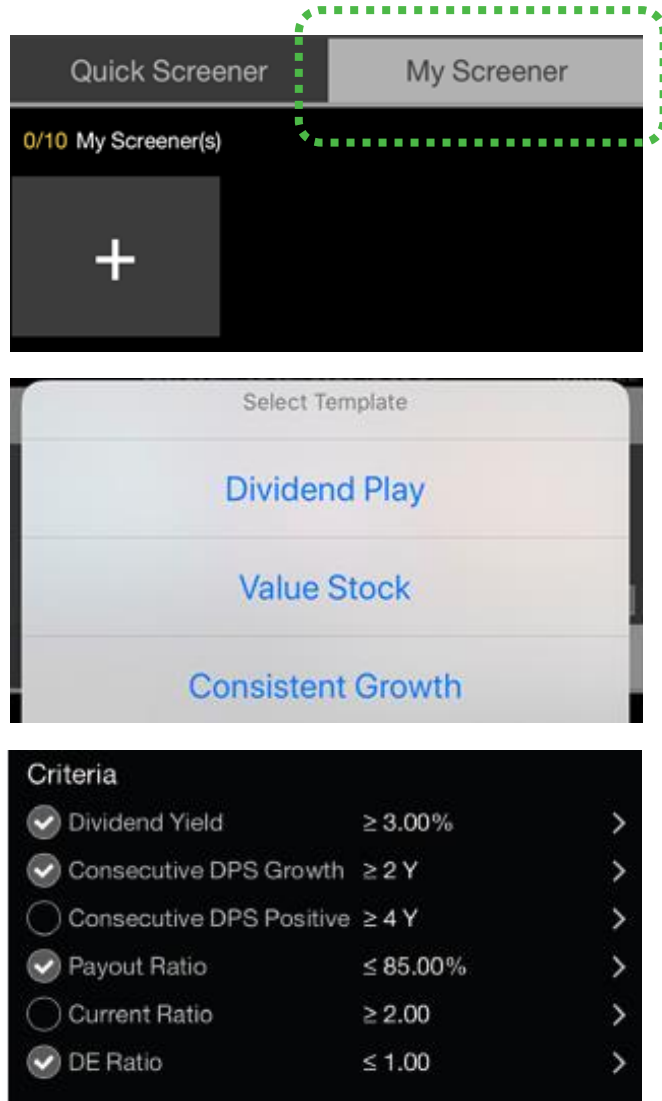 Quick Screener My Screener
0/10 My Screener(s)
+
Select Template
Dividend Play
Value Stock
Consistent Growth
Criteria
Dividend Yield ≥ 3.00%
Consecutive DPS Growth ≥ 2 Y
Consecutive DPS Positive ≥ 4 Y
Payout Ratio ≤ 85.00%
Current Ratio ≥ 2.00
DE Ratio ≤ 1.00